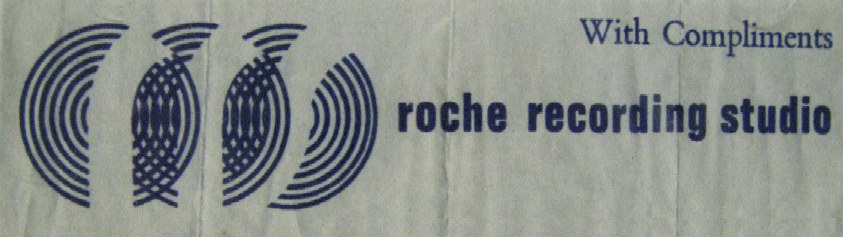 With Compliments
roche recording studio